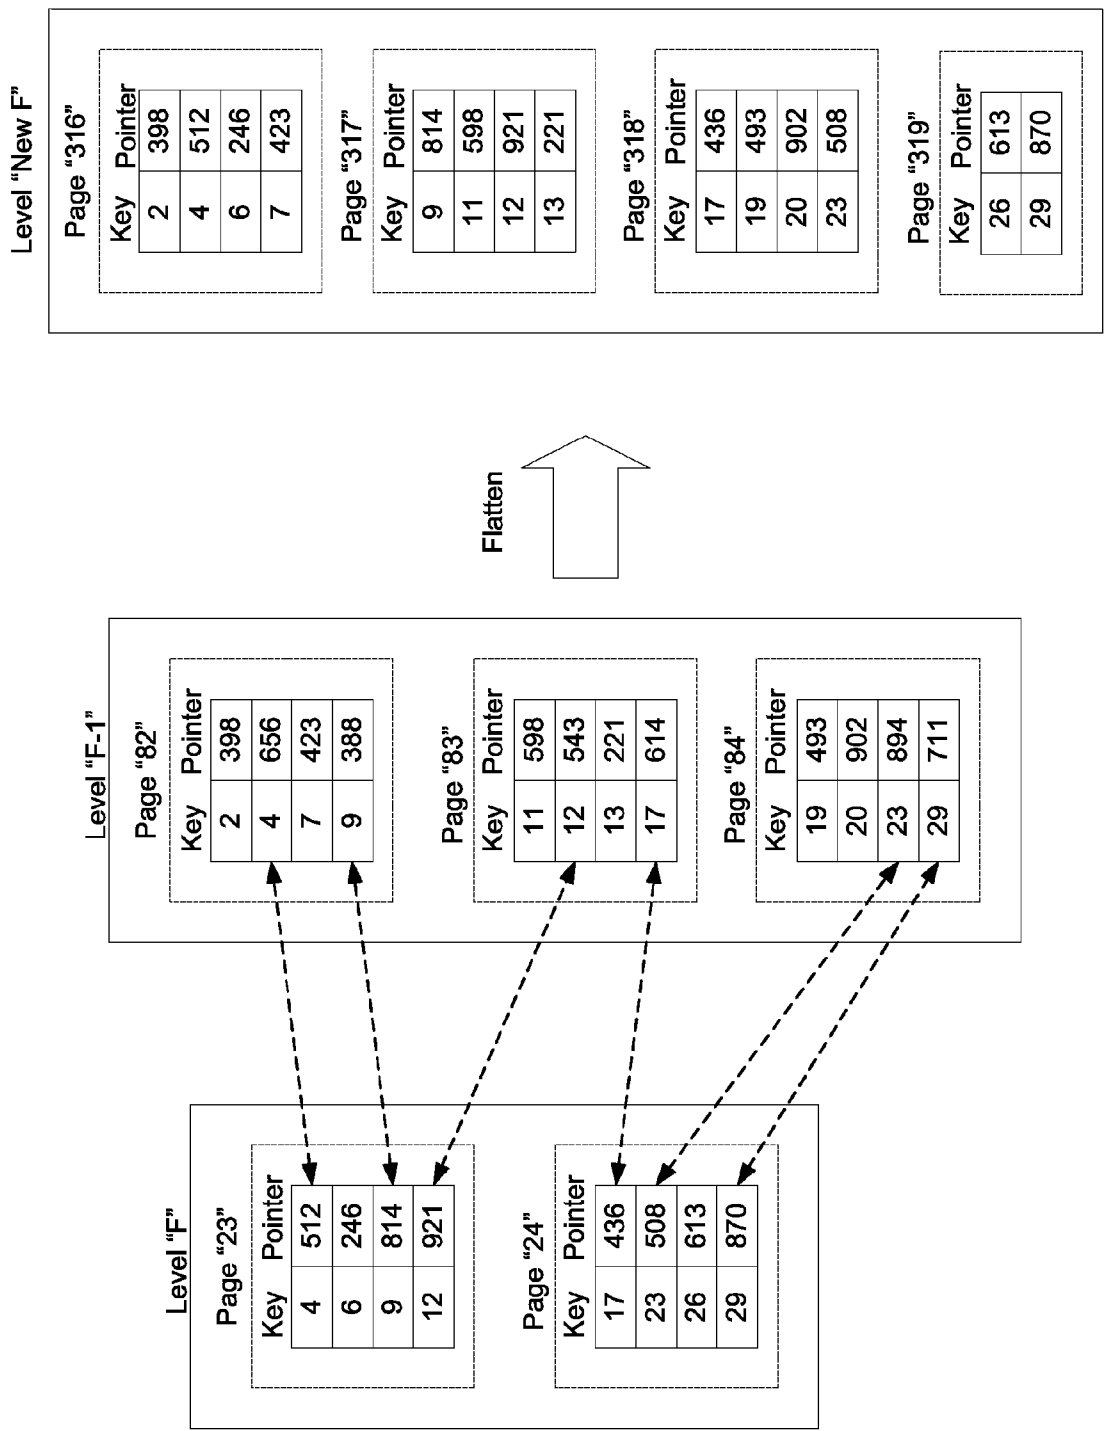 Level "F"
Page "23"
Key Pointer
4 512
6 246
9 814
12 921
Page "24"
Key Pointer
17 436
23 508
26 613
29 870
Level "F-1"
Page "82"
Key Pointer
2 398
4 656
7 423
9 388
Page "83"
Key Pointer
11 598
12 543
13 221
17 614
Page "84"
Key Pointer
19 493
20 902
23 894
29 711
Flatten
Level "New F"
Page "316"
Key Pointer
2 398
4 512
6 246
7 423
Page "317"
Key Pointer
9 814
11 598
12 921
13 221
Page "318"
Key Pointer
17 436
19 493
20 902
23 508
Page "319"
Key Pointer
26 613
29 870